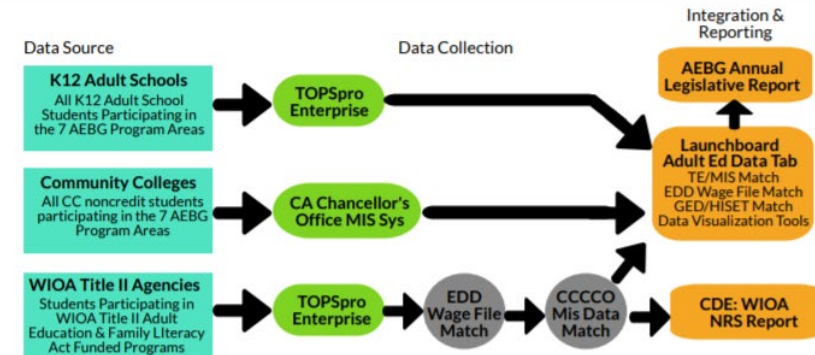 Integration &
Reporting
Data Source
Data Collection
K12 Adult Schools
All K12 Adult School
Students Participating in
the 7 AEBG Program Areas
TOPSpro
Enterprise
AEBG Annual
Legislative Report
Launchboard
Adult Ed Data Tab
TE/MIS Match
EDD Wage File Match
GED/HISET Match
Data Visualization Tools
Community Colleges
All CC noncredit students
participating in the 7 AEBG
Program Areas
CA Chancellor's
Office MIS Sys
WIOA Title II Agencies
Students Participating in
WIOA Title II Adult
Education & Family LIteracy
Act Funded Programs
TOPSpro
Enterprise
EDD
Wage File
Match
CCCCO
Mis Data
Match
CDE: WIOA
NRS Report